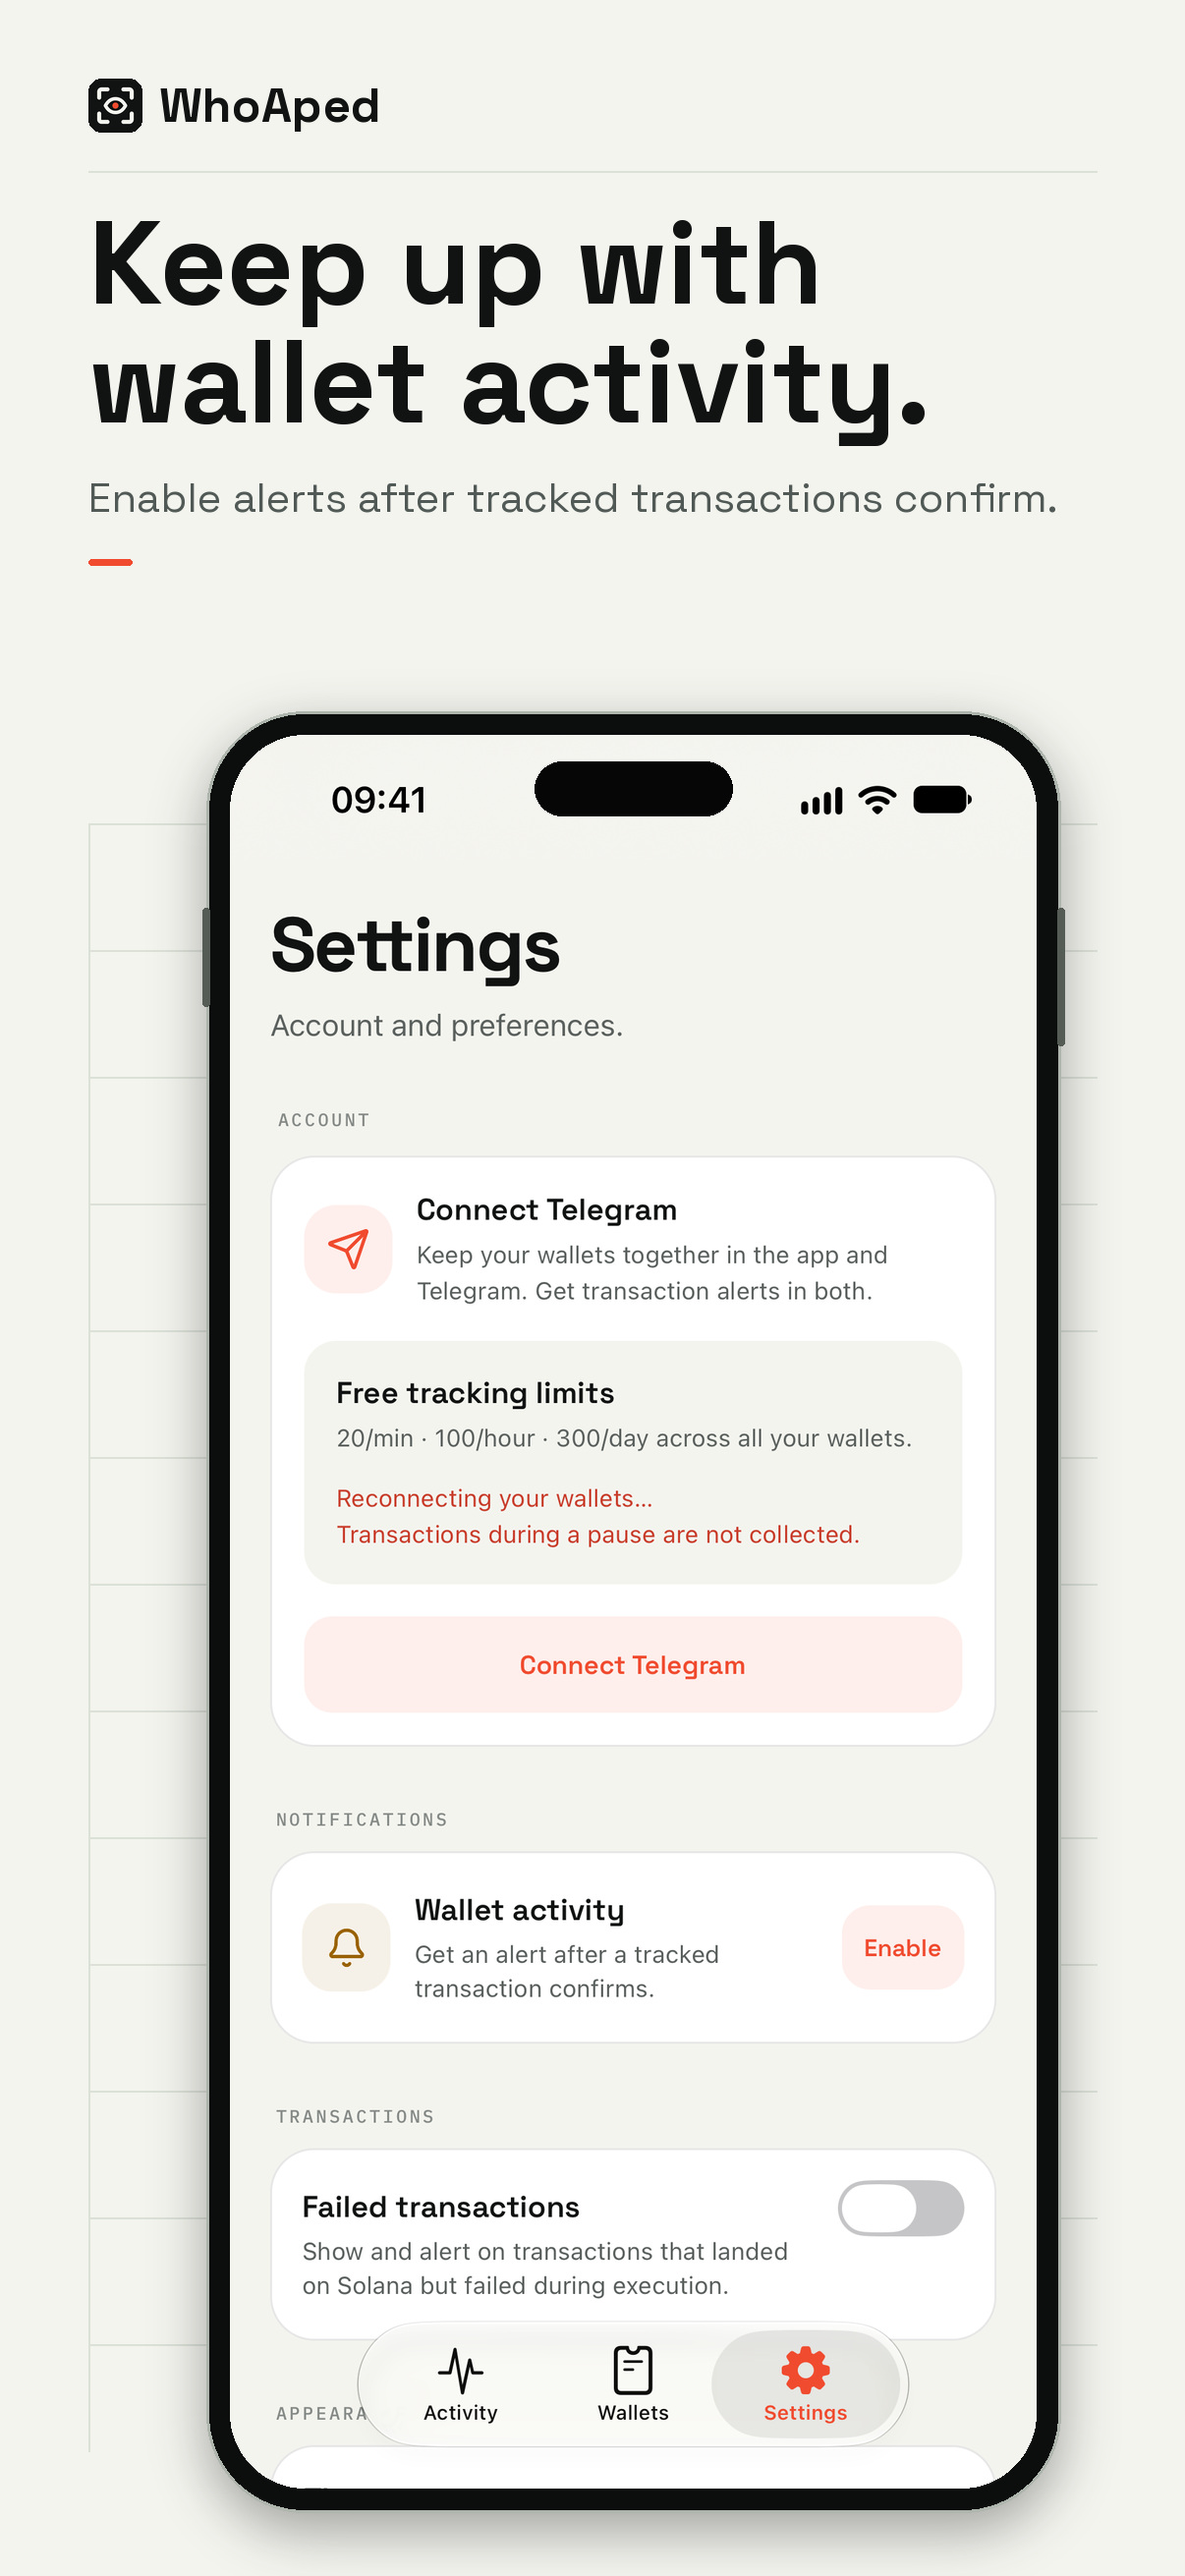 WhoAped
Keep up with
wallet activity.
Enable alerts after tracked transactions confirm.
09:41
Settings
Account and preferences.
ACCOUNT
Connect Telegram
Keep your wallets together in the app and
Telegram. Get transaction alerts in both.
Free tracking limits
20/min · 100/hour · 300/day across all your wallets.
Reconnecting your wallets...
Transactions during a pause are not collected.
Connect Telegram
NOTIFICATIONS
Wallet activity
Get an alert after a tracked
transaction confirms.
Enable
TRANSACTIONS
Failed transactions
Show and alert on transactions that landed
on Solana but failed during execution.
APPEARA
Activity
Wallets
Settings